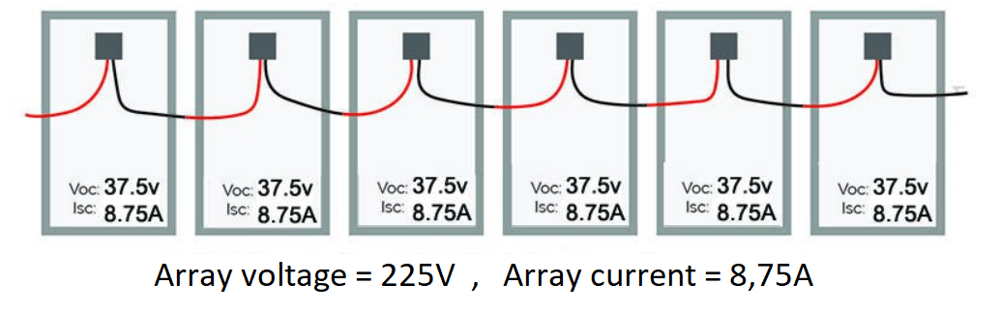 Voc: 37.5v
Isc: 8.75A
Voc: 37.5v
Isc: 8.75A
Voc: 37.5v
Isc: 8.75A
Voc: 37.5v
Isc: 8.75A
Voc: 37.5v
Isc: 8.75A
Voc: 37.5v
Isc: 8.75A
Array voltage = 225V , Array current = 8,75A